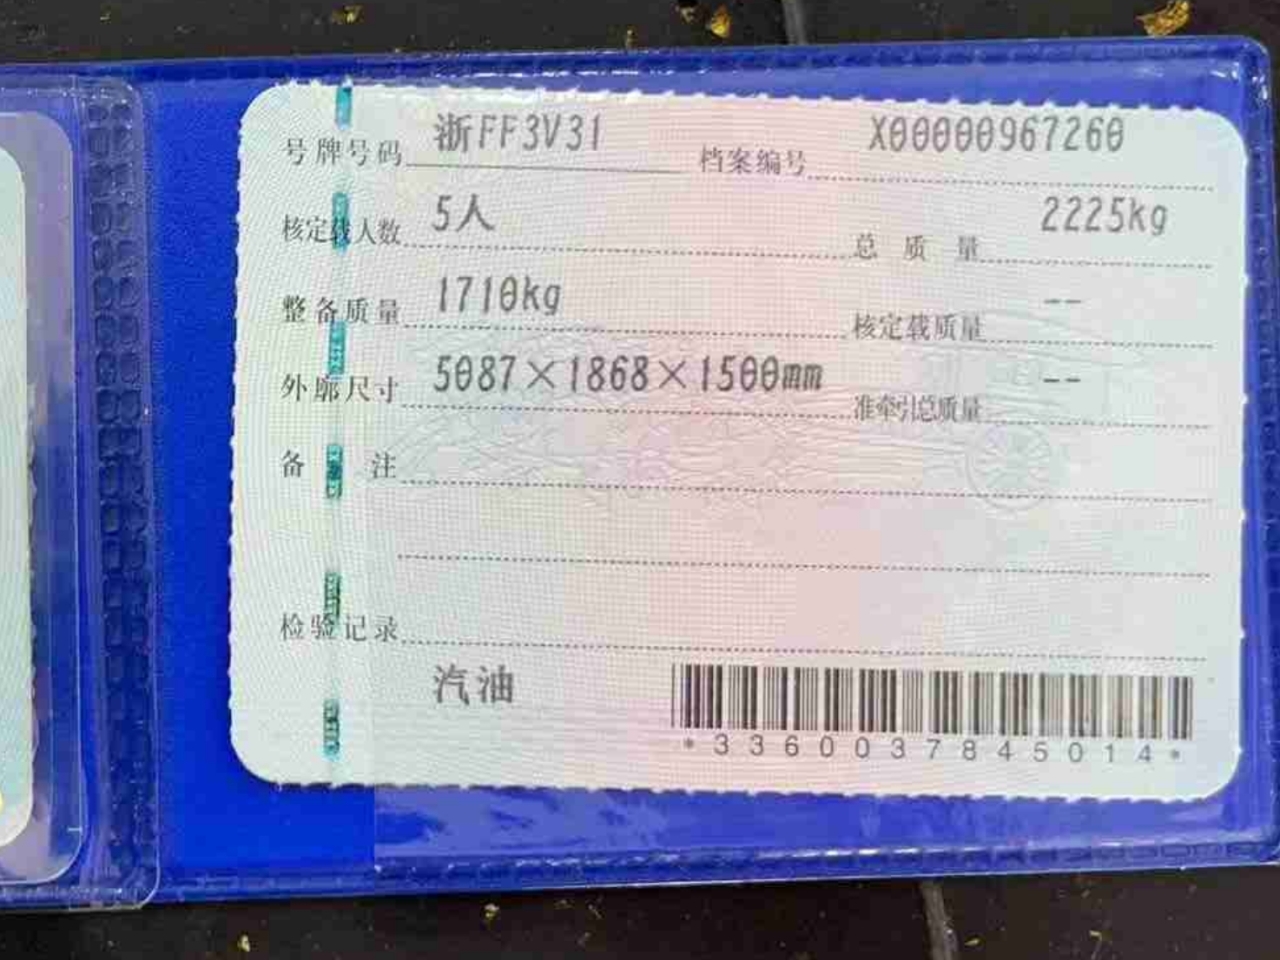 号牌号码 浙FF3V31 档案编号 X00000967260
核定载人数 5人 总质量 2225kg
整备质量 1710kg 核定载质量 --
外廓尺寸 5087×1868×1500mm 准牵引总质量 --
备注
检验记录
汽油
*3360037845014*